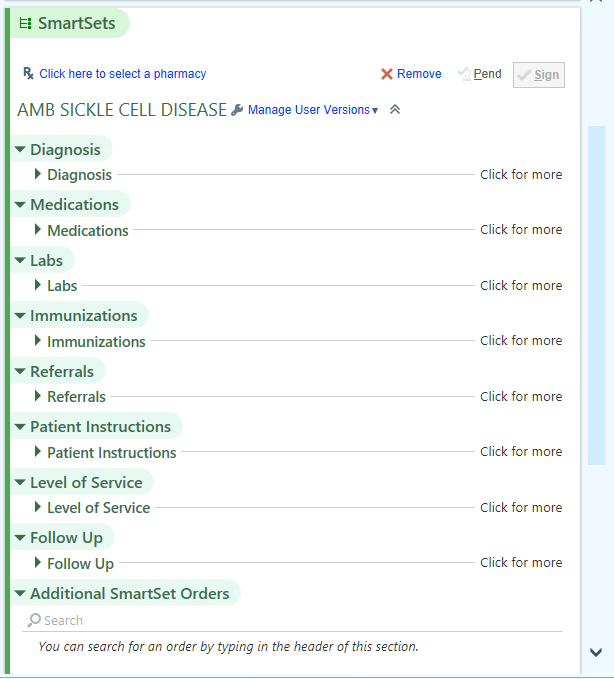 SmartSets
Click here to select a pharmacy Remove Pend Sign
AMB SICKLE CELL DISEASE Manage User Versions
Diagnosis
Diagnosis Click for more
Medications
Medications Click for more
Labs
Labs Click for more
Immunizations
Immunizations Click for more
Referrals
Referrals Click for more
Patient Instructions
Patient Instructions Click for more
Level of Service
Level of Service Click for more
Follow Up
Follow Up Click for more
Additional SmartSet Orders
Search
You can search for an order by typing in the header of this section.